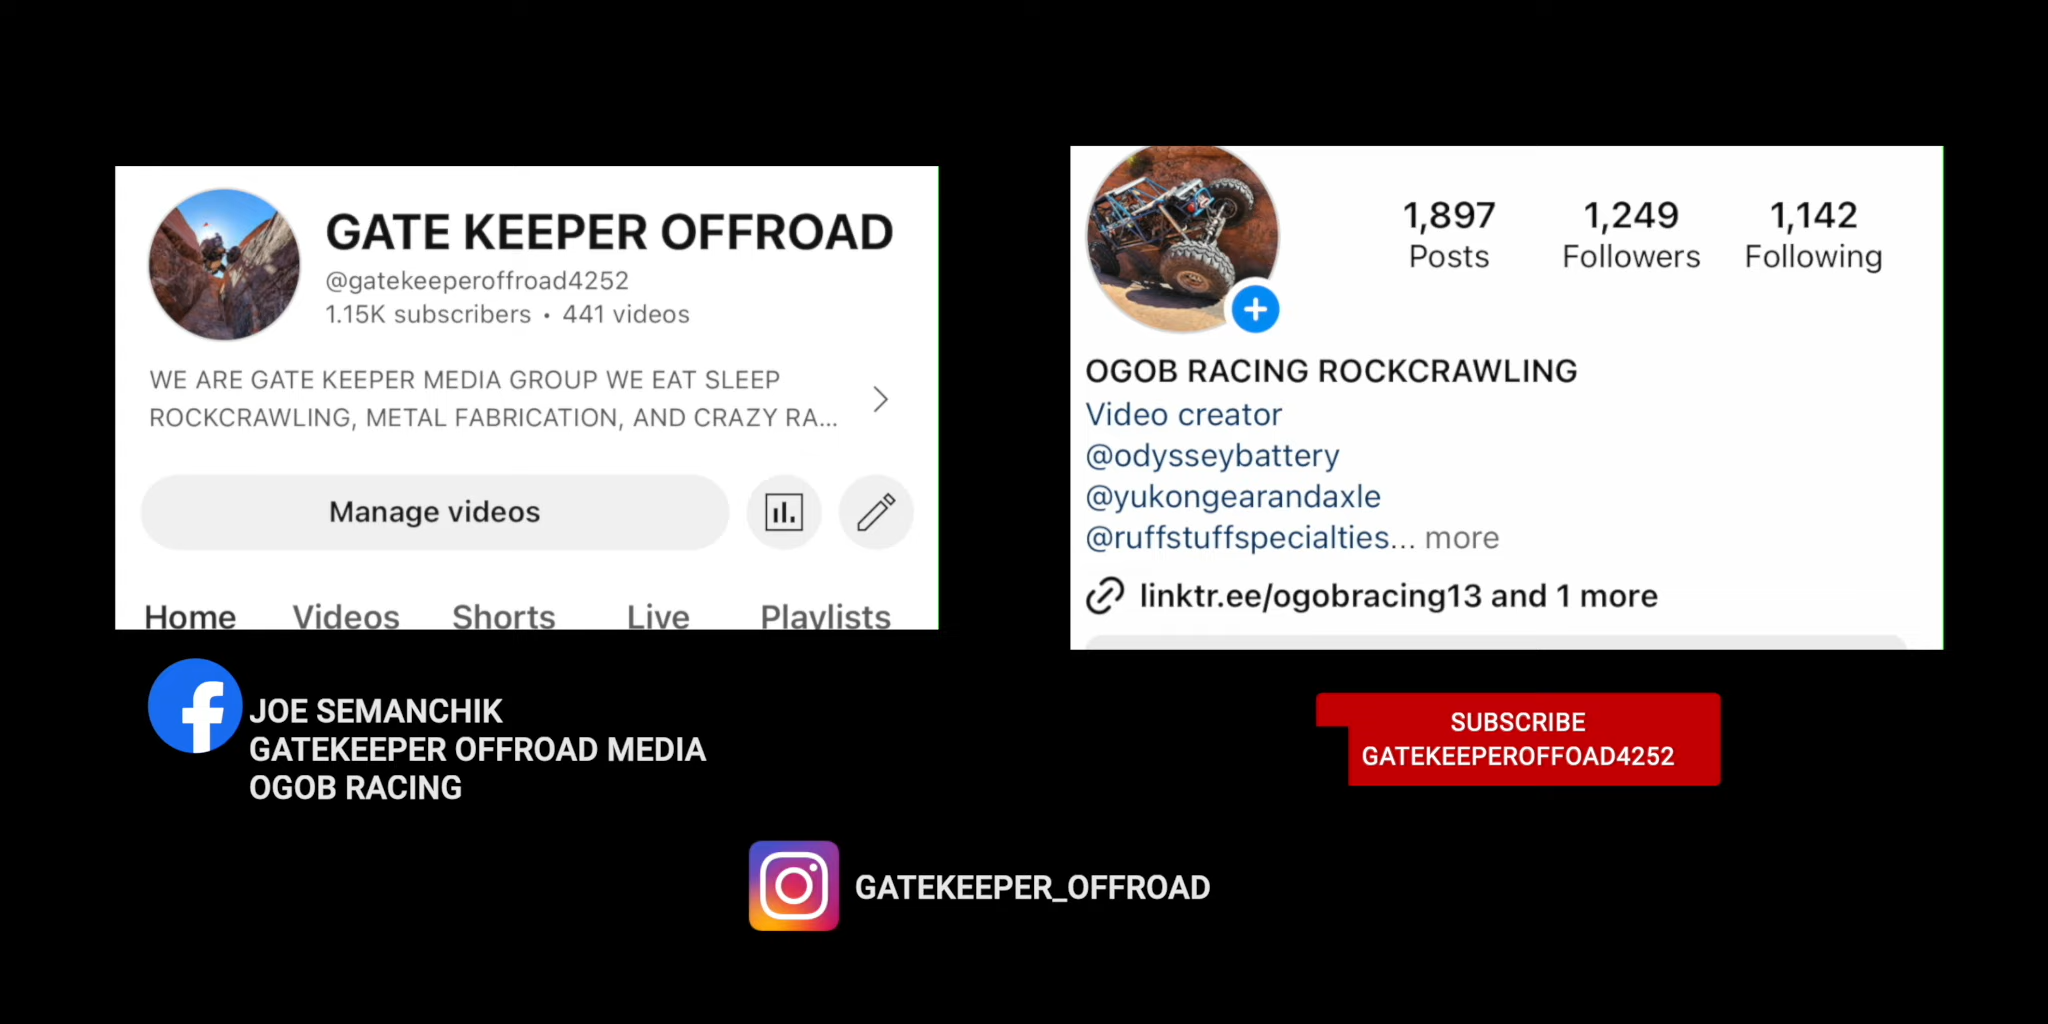 GATE KEEPER OFFROAD
@gatekeeperoffroad4252
1.15K subscribers • 441 videos
WE ARE GATE KEEPER MEDIA GROUP WE EAT SLEEP
ROCKCRAWLING, METAL FABRICATION, AND CRAZY RA...
Manage videos
Home Videos Shorts Live Playlists
1,897 1,249 1,142
Posts Followers Following
OGOB RACING ROCKCRAWLING
Video creator
@odysseybattery
@yukongearandaxle
@ruffstuffspecialties... more
linktr.ee/ogobracing13 and 1 more
JOE SEMANCHIK
GATEKEEPER OFFROAD MEDIA
OGOB RACING
SUBSCRIBE
GATEKEEPEROFFOAD4252
GATEKEEPER_OFFROAD